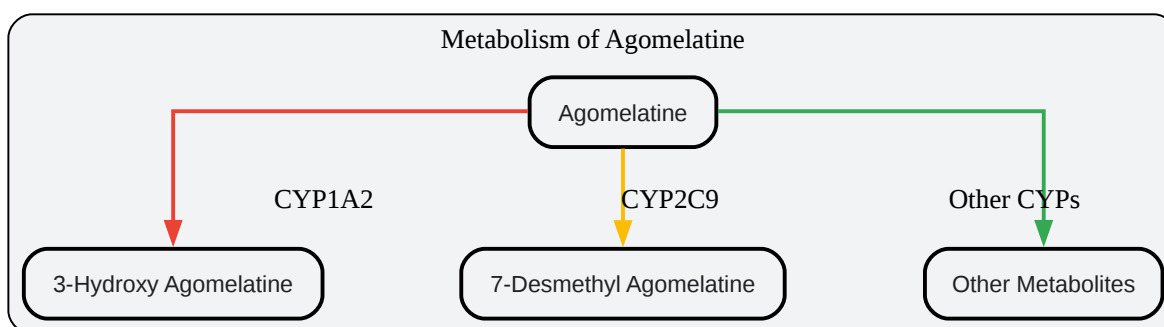 Metabolism of Agomelatine
Agomelatine
CYP1A2
CYP2C9
Other CYPs
3-Hydroxy Agomelatine
7-Desmethyl Agomelatine
Other Metabolites